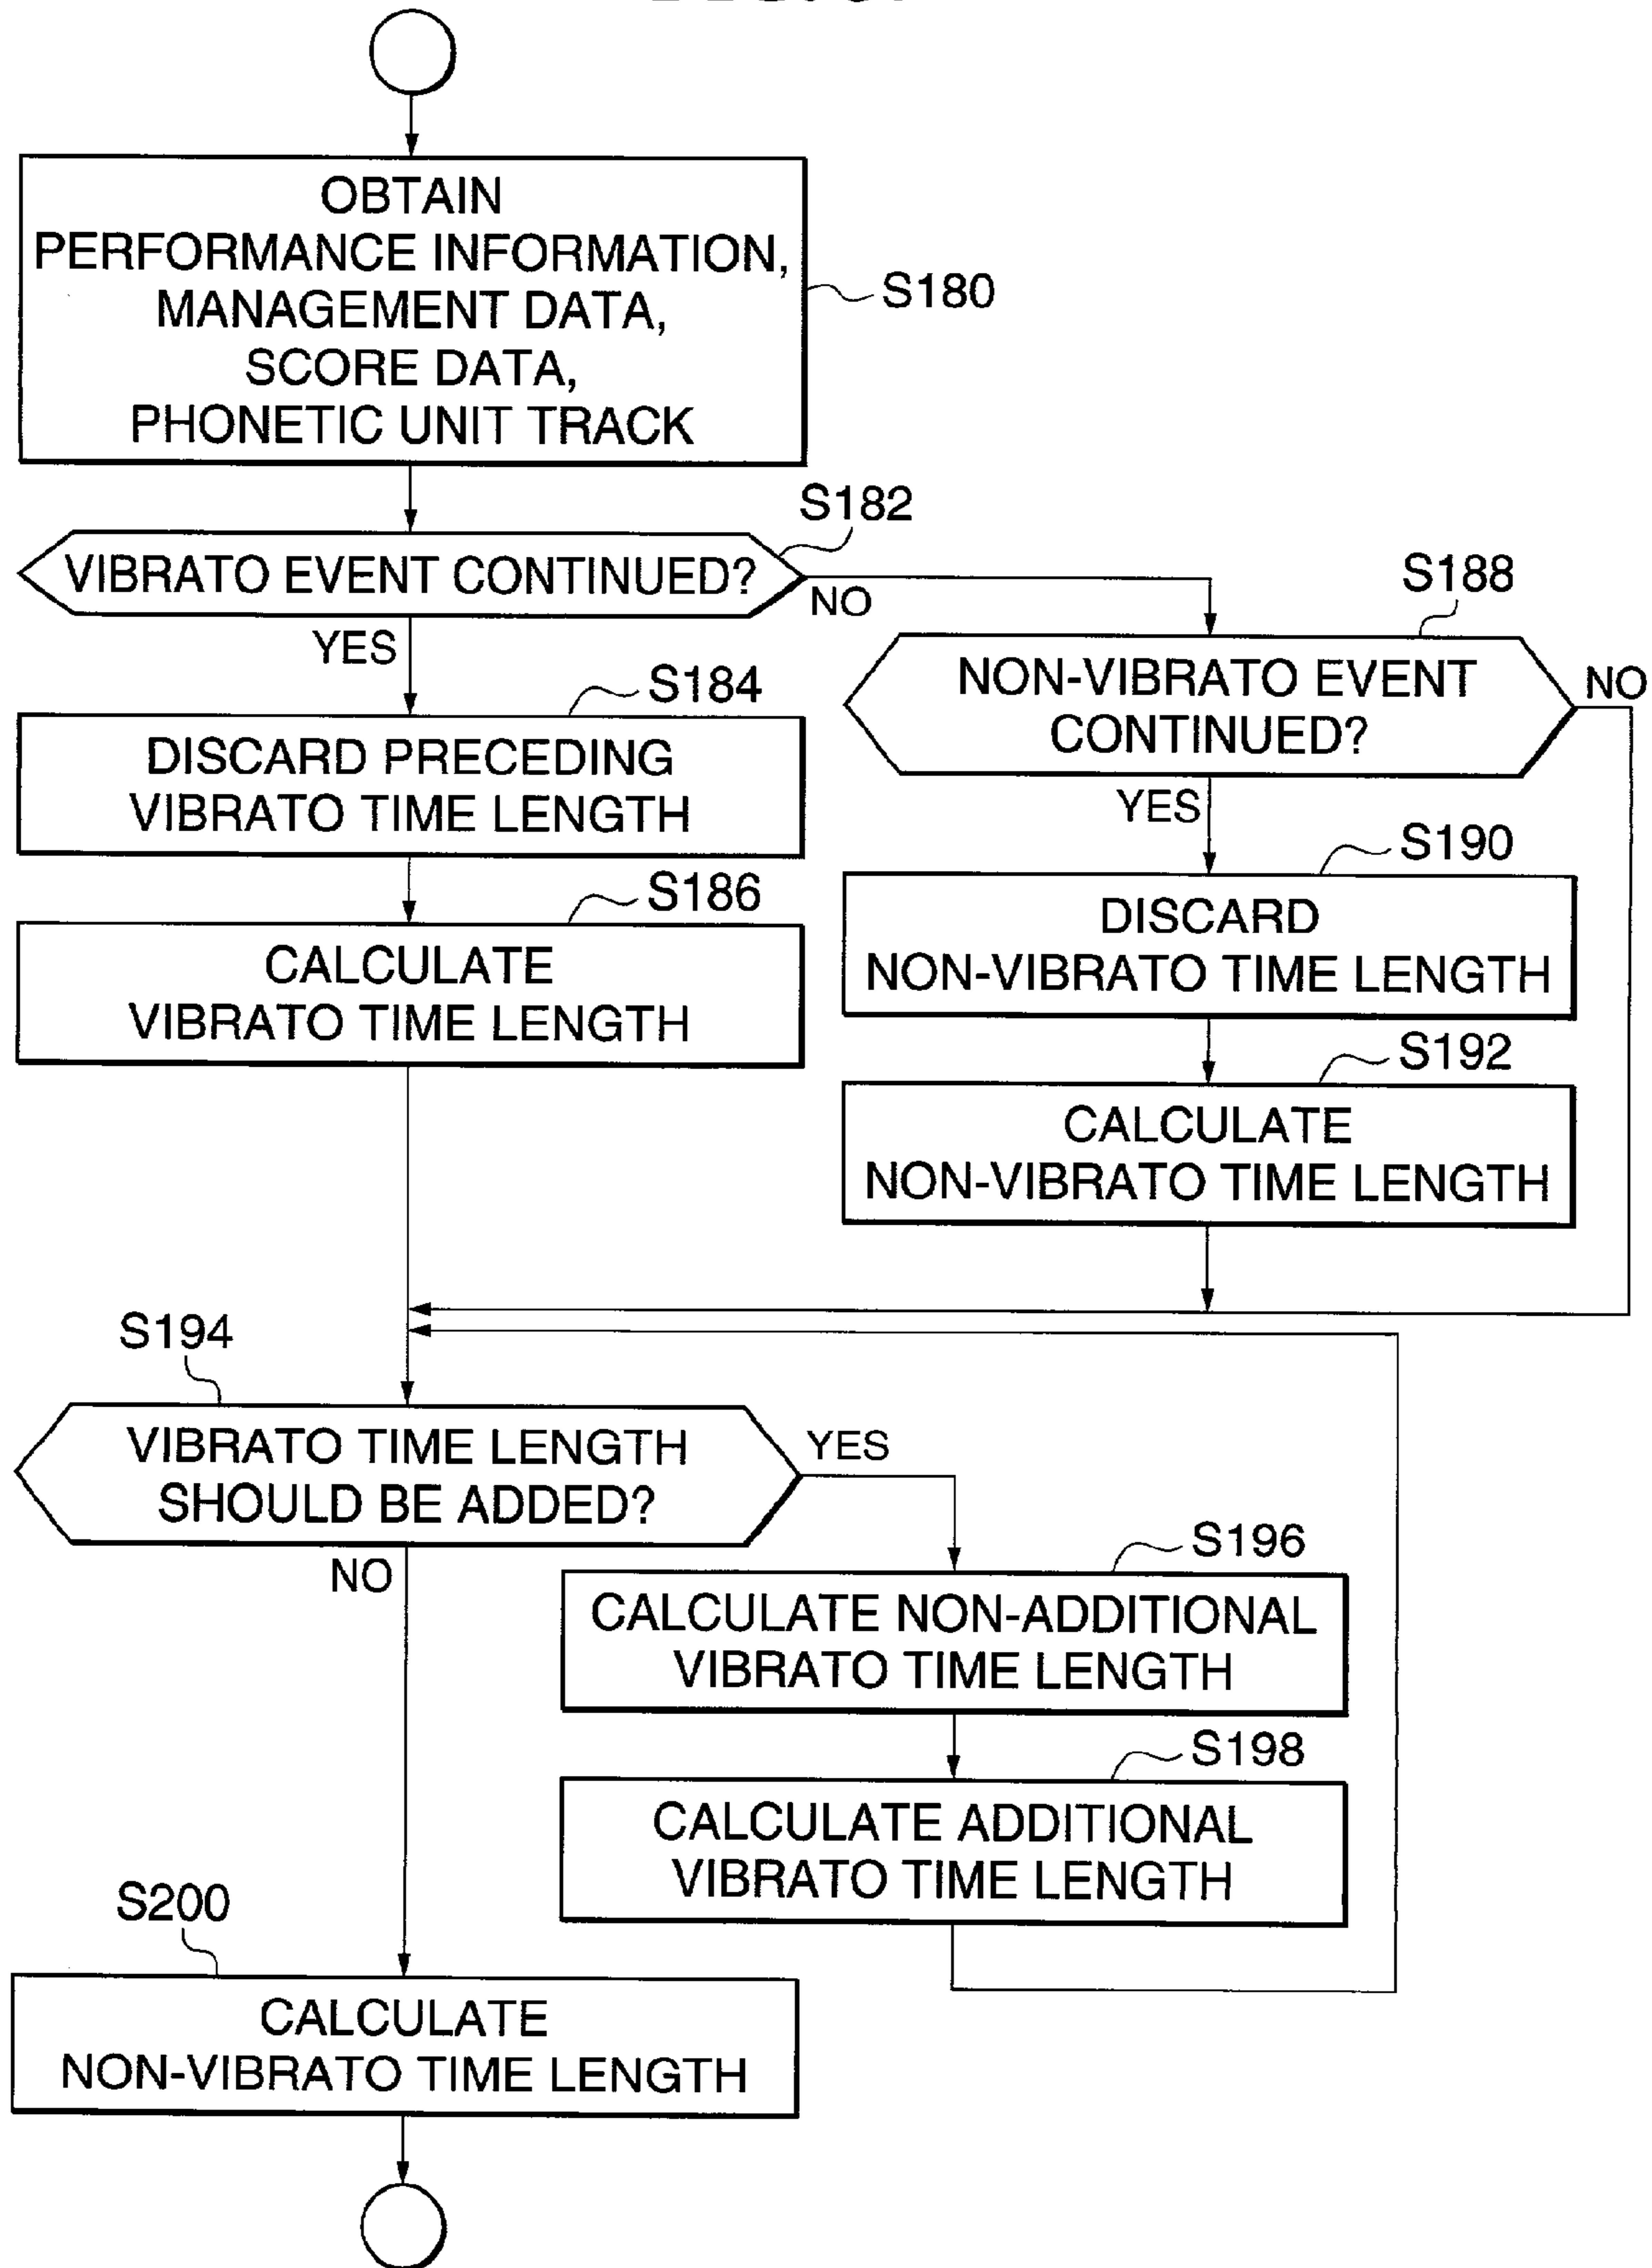 OBTAIN
PERFORMANCE INFORMATION,
MANAGEMENT DATA,
SCORE DATA,
PHONETIC UNIT TRACK
S180
S182
VIBRATO EVENT CONTINUED?
NO
YES
S188
NON-VIBRATO EVENT
CONTINUED?
NO
YES
S184
DISCARD PRECEDING
VIBRATO TIME LENGTH
S186
CALCULATE
VIBRATO TIME LENGTH
S190
DISCARD
NON-VIBRATO TIME LENGTH
S192
CALCULATE
NON-VIBRATO TIME LENGTH
S194
VIBRATO TIME LENGTH
SHOULD BE ADDED?
YES
NO
S196
CALCULATE NON-ADDITIONAL
VIBRATO TIME LENGTH
S198
CALCULATE ADDITIONAL
VIBRATO TIME LENGTH
S200
CALCULATE
NON-VIBRATO TIME LENGTH